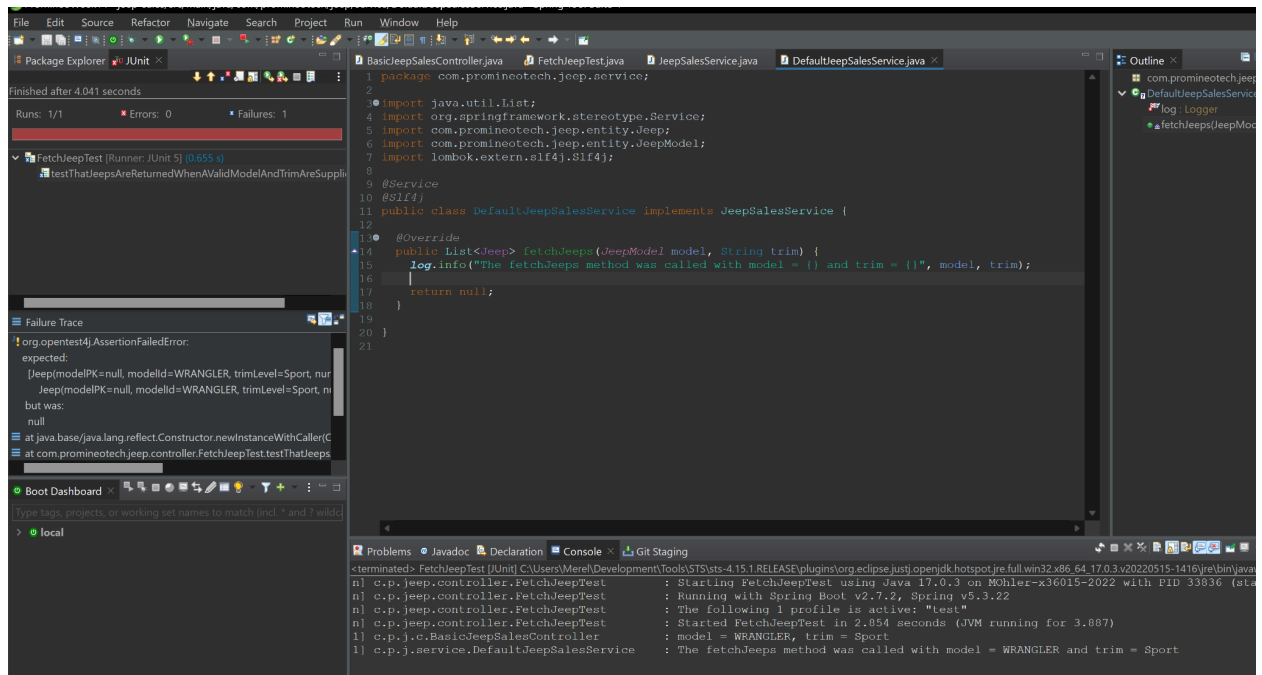 File Edit Source Refactor Navigate Search Project Run Window Help
Package Explorer JUnit
Finished after 4.041 seconds
Runs: 1/1 Errors: 0 Failures: 1
FetchJeepTest [Runner: JUnit 5] (0.655 s)
testThatJeepsAreReturnedWhenAValidModelAndTrimAreSuppli
Failure Trace
org.opentest4j.AssertionFailedError:
expected:
[Jeep(modelPK=null, modelId=WRANGLER, trimLevel=Sport, nur
Jeep(modelPK=null, modelId=WRANGLER, trimLevel=Sport, n
but was:
null
at java.base/java.lang.reflect.Constructor.newInstanceWithCaller(C
at com.promineotech.jeep.controller.FetchJeepTest.testThatJeeps
Boot Dashboard
Type tags, projects, or working set names to match (incl. * and ? wildc
local
BasicJeepSalesController.java FetchJeepTest.java JeepSalesService.java DefaultJeepSalesService.java
1 package com.promineotech.jeep.service;
2
3 import java.util.List;
4 import org.springframework.stereotype.Service;
5 import com.promineotech.jeep.entity.Jeep;
6 import com.promineotech.jeep.entity.JeepModel;
7 import lombok.extern.slf4j.Slf4j;
8
9 @Service
10 @Slf4j
11 public class DefaultJeepSalesService implements JeepSalesService {
12
13 @Override
14 public List<Jeep> fetchJeeps(JeepModel model, String trim) {
15 log.info("The fetchJeeps method was called with model = {} and trim = {}", model, trim);
16
17 return null;
18 }
19
20 }
21
Outline
com.promineotech.jeep
DefaultJeepSalesService
log : Logger
fetchJeeps(JeepMod
Problems Javadoc Declaration Console Git Staging
<terminated> FetchJeepTest [JUnit] C:\Users\Merel\Development\Tools\STS\sts-4.15.1.RELEASE\plugins\org.eclipse.justj.openjdk.hotspot.jre.full.win32.x86_64_17.0.3.v20220515-1416\jre\bin\javaw
n] c.p.jeep.controller.FetchJeepTest : Starting FetchJeepTest using Java 17.0.3 on MOhler-x36015-2022 with PID 33836 (sta
n] c.p.jeep.controller.FetchJeepTest : Running with Spring Boot v2.7.2, Spring v5.3.22
n] c.p.jeep.controller.FetchJeepTest : The following 1 profile is active: "test"
n] c.p.jeep.controller.FetchJeepTest : Started FetchJeepTest in 2.854 seconds (JVM running for 3.887)
1] c.p.j.c.BasicJeepSalesController : model = WRANGLER, trim = Sport
1] c.p.j.service.DefaultJeepSalesService : The fetchJeeps method was called with model = WRANGLER and trim = Sport